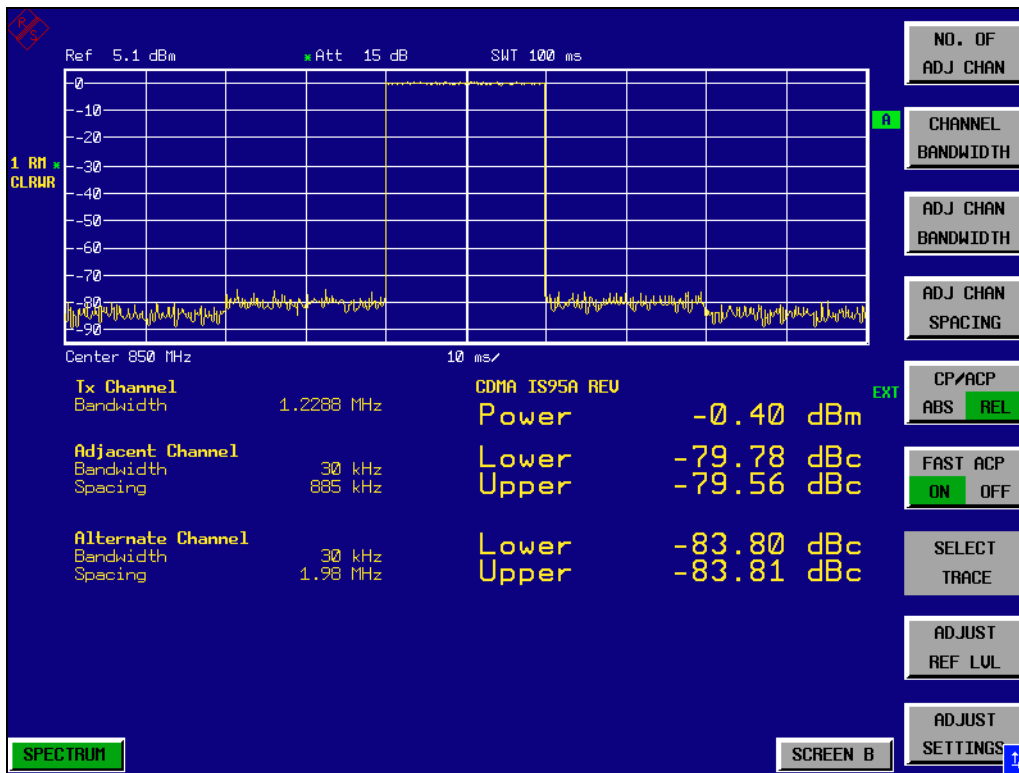 R S
Ref 5.1 dBm *Att 15 dB SWT 100 ms
-0
-10
-20
-30
-40
-50
-60
-70
-80
-90
1 RM *
CLRWR
A
Center 850 MHz 10 ms/
Tx Channel CDMA IS95A REV
EXT
Bandwidth 1.2288 MHz Power -0.40 dBm
Adjacent Channel
Bandwidth 30 kHz Lower -79.78 dBc
Spacing 885 kHz Upper -79.56 dBc
Alternate Channel
Bandwidth 30 kHz Lower -83.80 dBc
Spacing 1.98 MHz Upper -83.81 dBc
NO. OF
ADJ CHAN
CHANNEL
BANDWIDTH
ADJ CHAN
BANDWIDTH
ADJ CHAN
SPACING
CP/ACP
ABS REL
FAST ACP
ON OFF
SELECT
TRACE
ADJUST
REF LVL
ADJUST
SETTINGS
SPECTRUM
SCREEN B